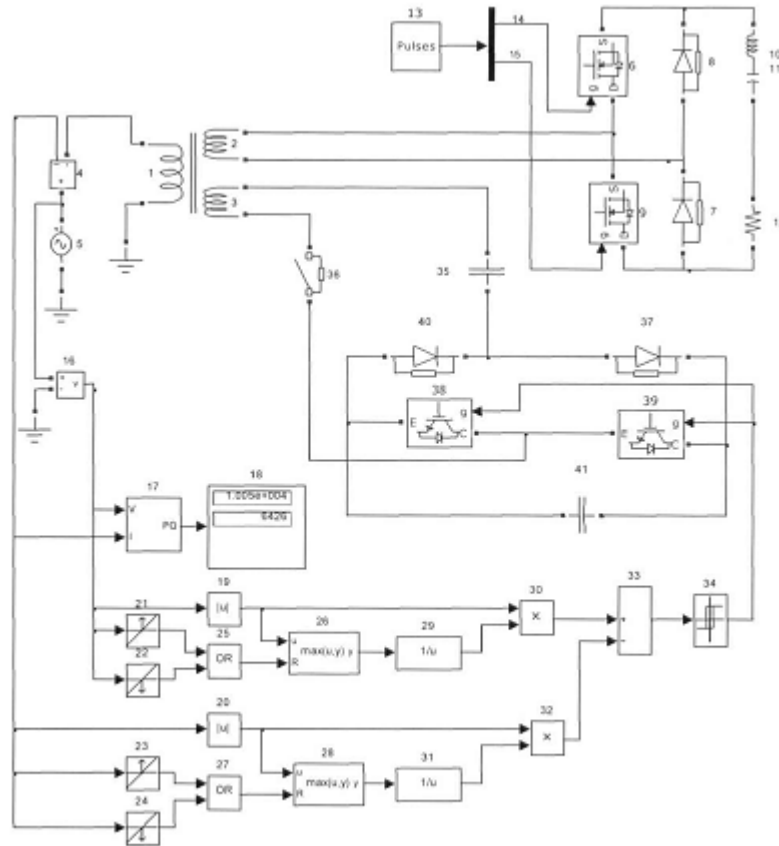 13
Pulses
14
15
S
6
g
D
8
10
11
1
2
3
4
5
S
9
g
D
7
1
36
35
40
37
16
v
38
E
g
C
39
E
g
C
41
17
V
I
PQ
18
1.005e+004
6426
19
|u|
30
x
33
34
21
22
25
OR
26
u
R
max(u,y) y
29
1/u
20
|u|
32
x
23
24
27
OR
28
u
R
max(u,y) y
31
1/u